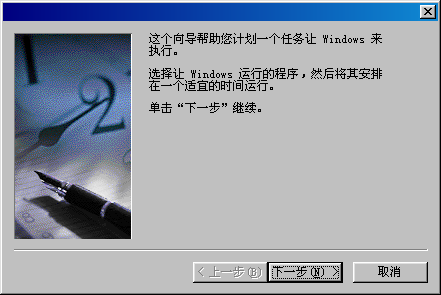 这个向导帮助您计划一个任务让 Windows 来
执行。
选择让 Windows 运行的程序，然后将其安排
在一个适宜的时间运行。
单击“下一步”继续。
< 上一步(B)
下一步(N) >
取消